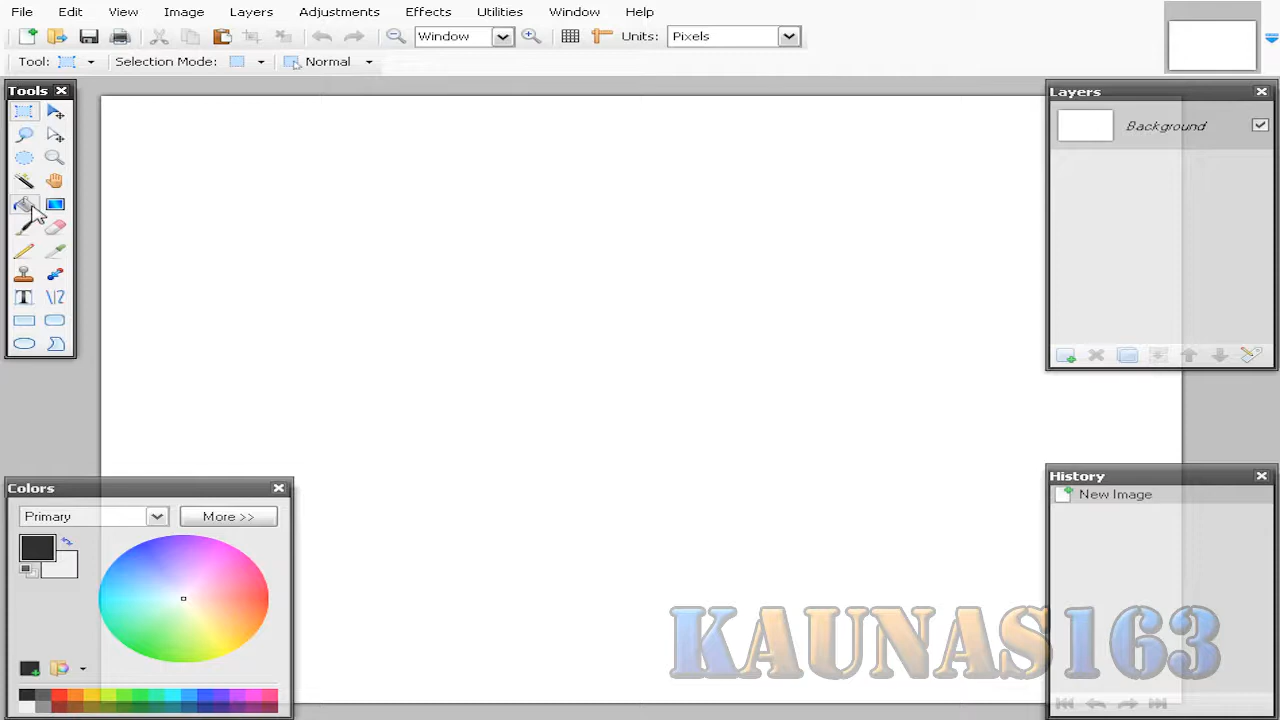 File Edit View Image Layers Adjustments Effects Utilities Window Help
Window Units: Pixels
Tool: Selection Mode: Normal
Tools
Layers
Background
Colors
Primary More >>
History
New Image
KAUNAS163